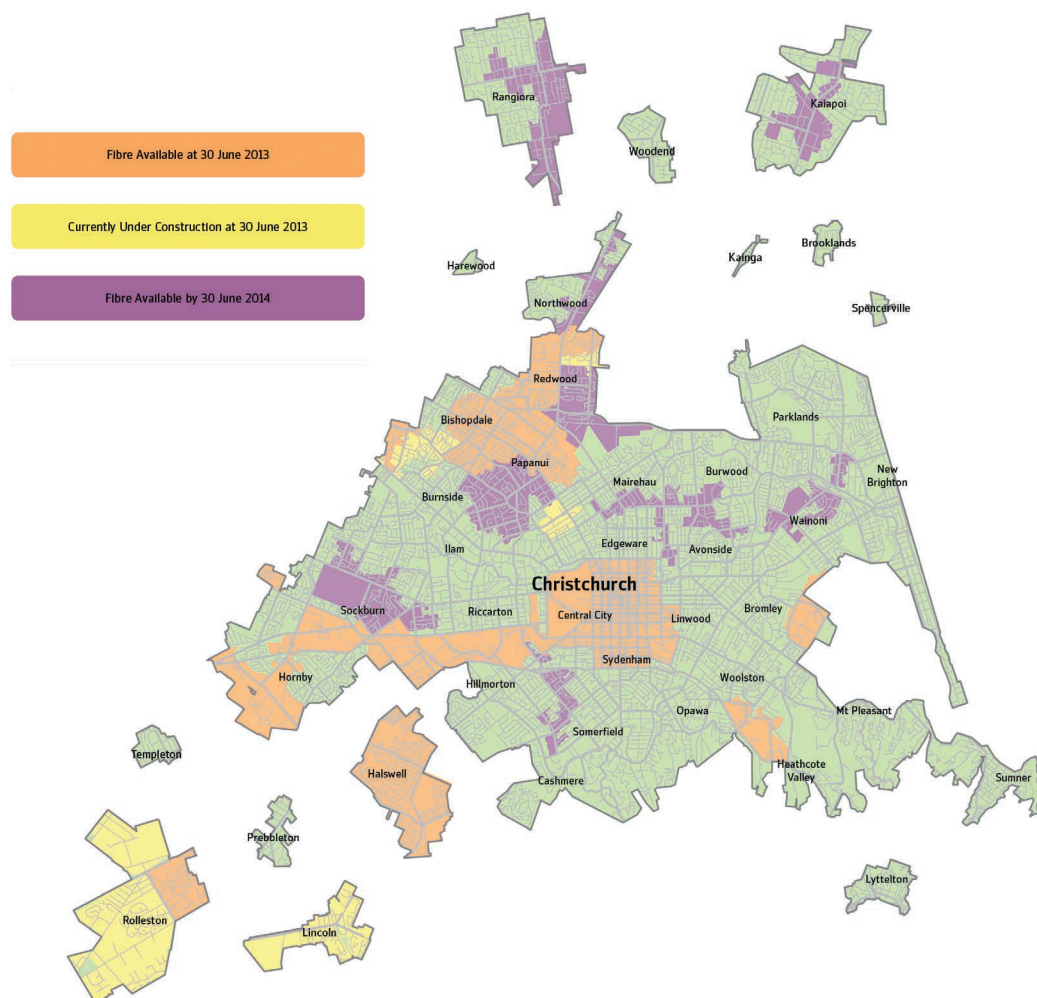 Fibre Available at 30 June 2013
Currently Under Construction at 30 June 2013
Fibre Available by 30 June 2014
Rangiora
Kaiapoi
Woodend
Brooklands
Kainga
Harewood
Northwood
Spencerville
Redwood
Parklands
Bishopdale
Papanui
Burwood
New
Brighton
Mairehau
Burnside
Wainoni
Edgeware
Ilam
Avonside
Christchurch
Sockburn
Riccarton
Central City
Linwood
Bromley
Sydenham
Hornby
Hillmorton
Woolston
Opawa
Mt Pleasant
Somerfield
Templeton
Halswell
Cashmere
Heathcote
Valley
Sumner
Prebbleton
Lyttelton
Rolleston
Lincoln